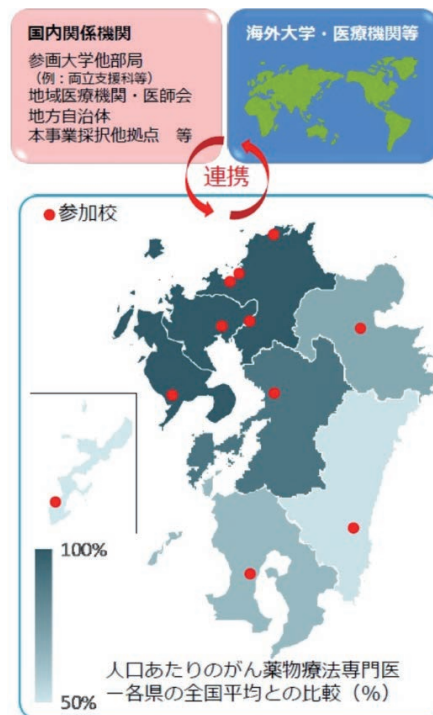 国内関係機関
参画大学他部局
(例：両立支援科等)
地域医療機関・医師会
地方自治体
本事業採択他拠点 等
海外大学・医療機関等
連携
参加校
100%
50%
人口あたりのがん薬物療法専門医
ー各県の全国平均との比較（%）